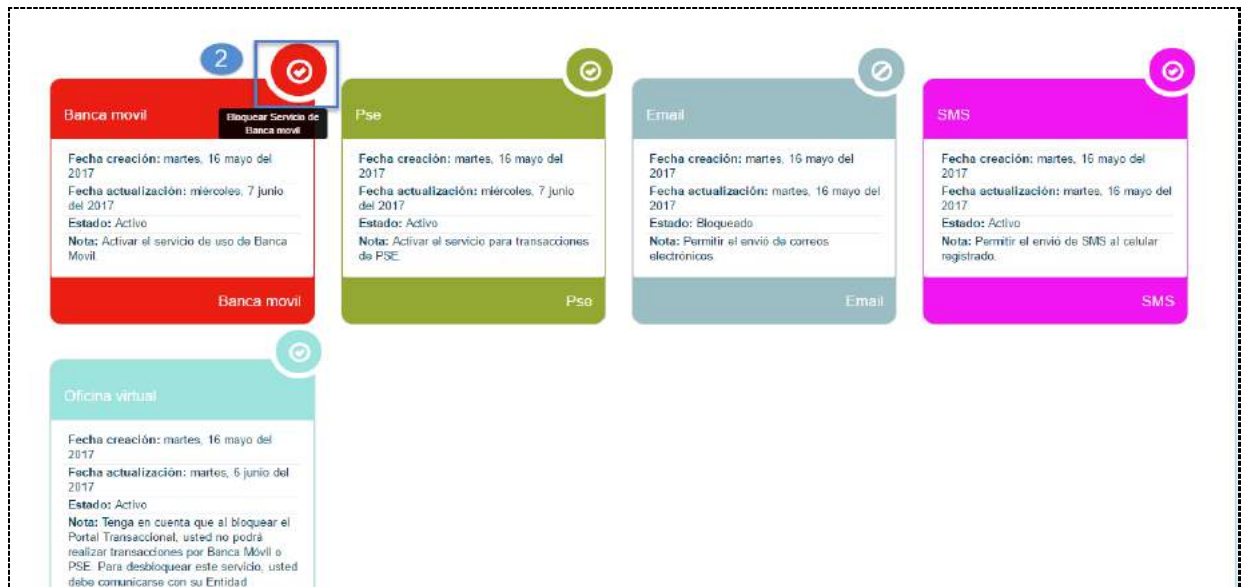 2
Banca movil
Bloquear Servicio de
Banca movil
Fecha creación: martes, 16 mayo del
2017
Fecha actualización: miércoles, 7 junio
del 2017
Estado: Activo
Nota: Activar el servicio de uso de Banca
Movil.
Banca movil
Pse
Fecha creación: martes, 16 mayo del
2017
Fecha actualización: miércoles, 7 junio
del 2017
Estado: Activo
Nota: Activar el servicio para transacciones
de PSE.
Pse
Email
Fecha creación: martes, 16 mayo del
2017
Fecha actualización: martes, 16 mayo del
2017
Estado: Bloqueado
Nota: Permitir el envió de correos
electrónicos.
Email
SMS
Fecha creación: martes, 16 mayo del
2017
Fecha actualización: martes, 16 mayo del
2017
Estado: Activo
Nota: Permitir el envió de SMS al celular
registrado.
SMS
Oficina virtual
Fecha creación: martes, 16 mayo del
2017
Fecha actualización: martes, 6 junio del
2017
Estado: Activo
Nota: Tenga en cuenta que al bloquear el
Portal Transaccional, usted no podrá
realizar transacciones por Banca Móvil o
PSE. Para desbloquear este servicio, usted
debe comunicarse con su Entidad